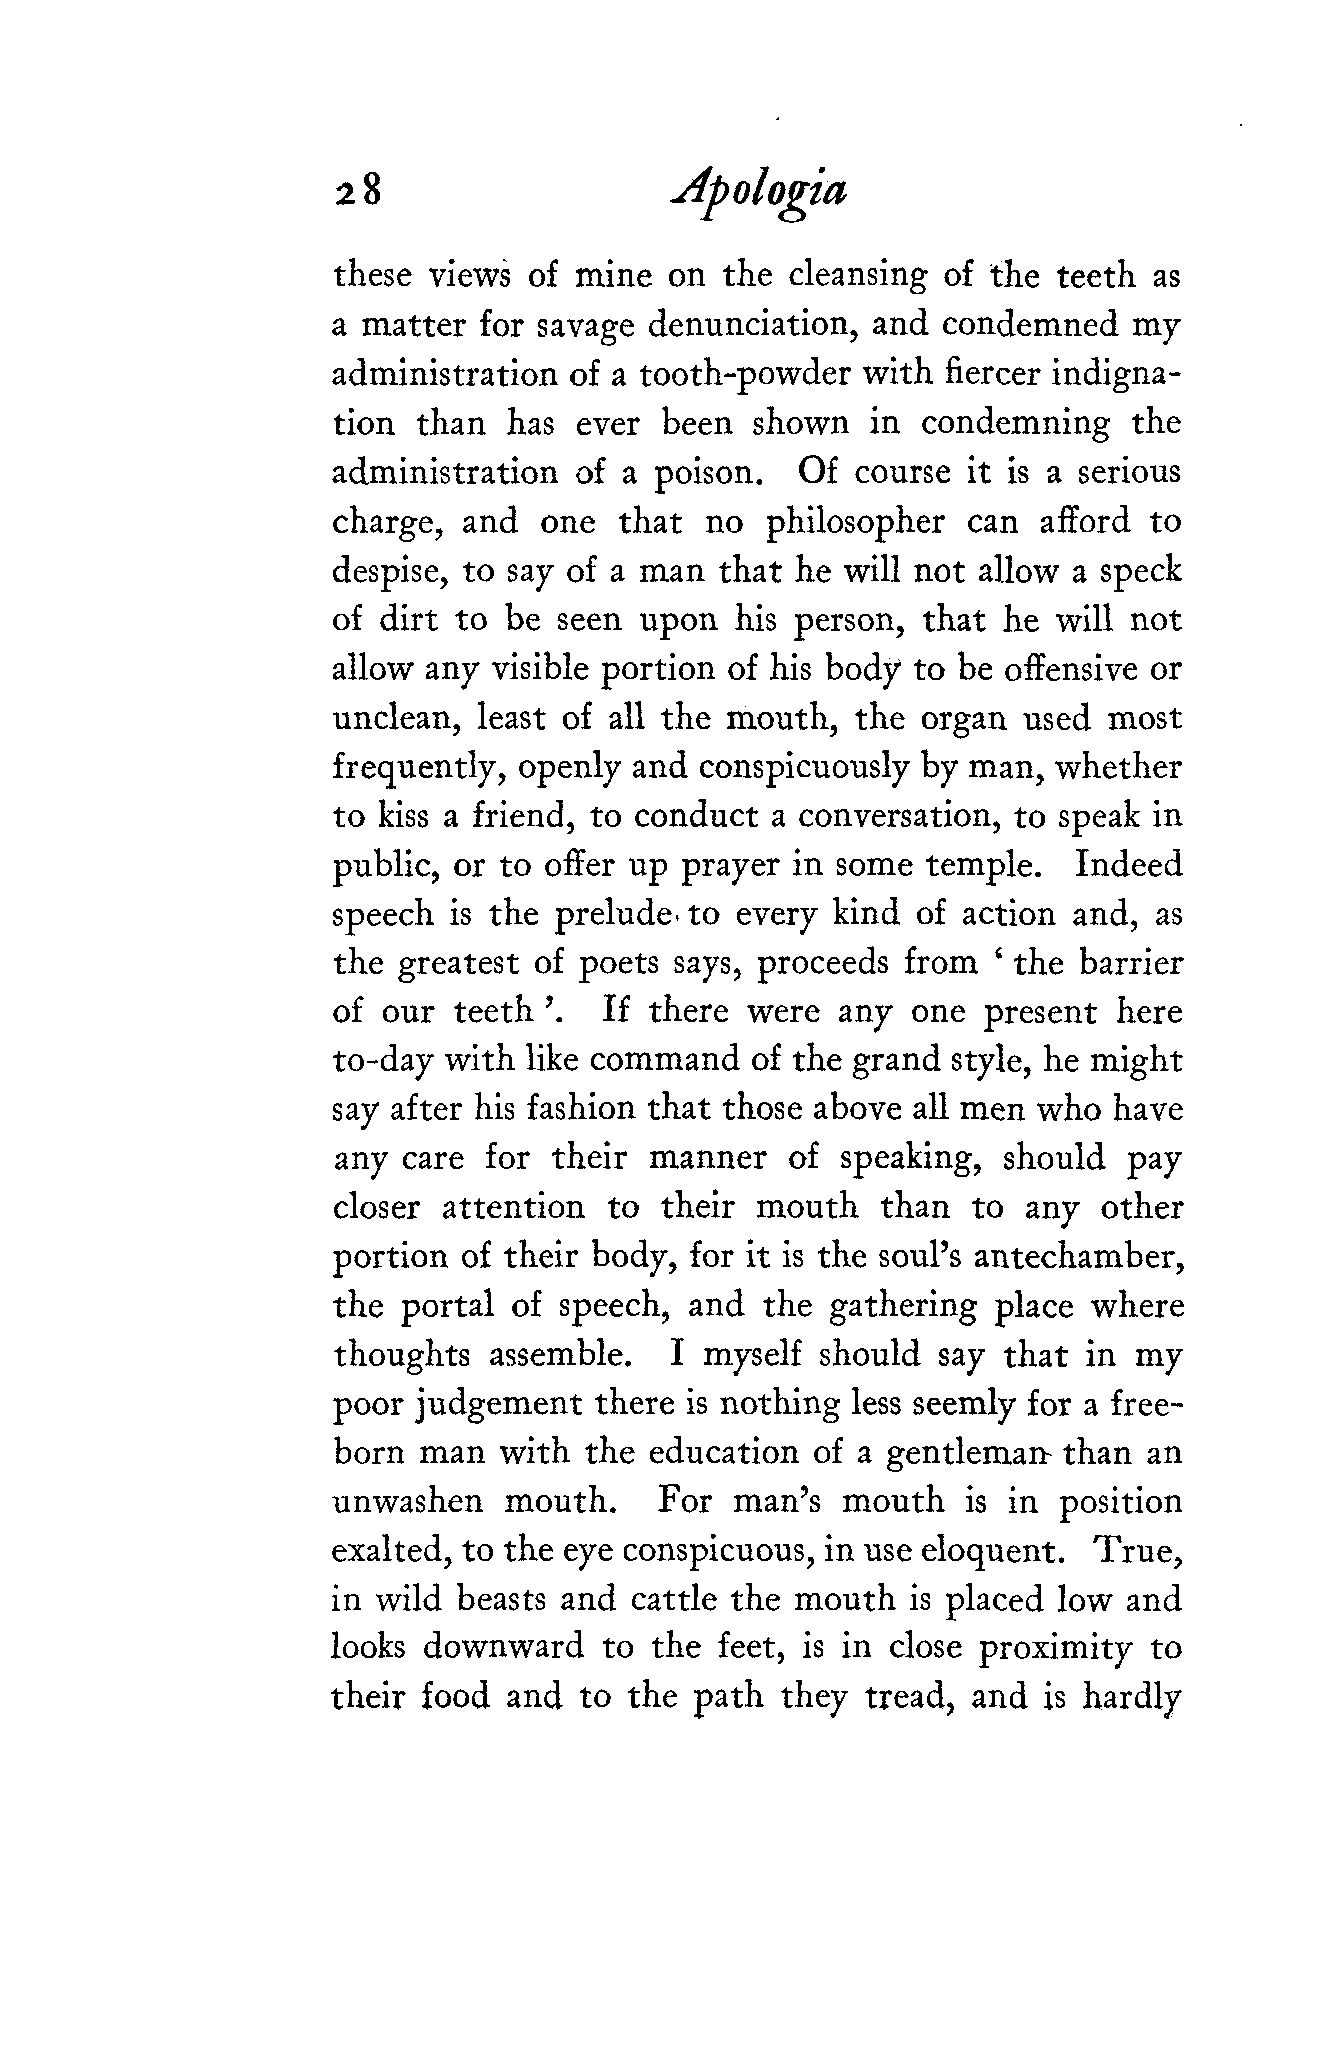 28 Apologia
these views of mine on the cleansing of the teeth as
a matter for savage denunciation, and condemned my
administration of a tooth-powder with fiercer indigna-
tion than has ever been shown in condemning the
administration of a poison. Of course it is a serious
charge, and one that no philosopher can afford to
despise, to say of a man that he will not allow a speck
of dirt to be seen upon his person, that he will not
allow any visible portion of his body to be offensive or
unclean, least of all the mouth, the organ used most
frequently, openly and conspicuously by man, whether
to kiss a friend, to conduct a conversation, to speak in
public, or to offer up prayer in some temple. Indeed
speech is the prelude to every kind of action and, as
the greatest of poets says, proceeds from ‘ the barrier
of our teeth ’. If there were any one present here
to-day with like command of the grand style, he might
say after his fashion that those above all men who have
any care for their manner of speaking, should pay
closer attention to their mouth than to any other
portion of their body, for it is the soul’s antechamber,
the portal of speech, and the gathering place where
thoughts assemble. I myself should say that in my
poor judgement there is nothing less seemly for a free-
born man with the education of a gentleman than an
unwashen mouth. For man’s mouth is in position
exalted, to the eye conspicuous, in use eloquent. True,
in wild beasts and cattle the mouth is placed low and
looks downward to the feet, is in close proximity to
their food and to the path they tread, and is hardly